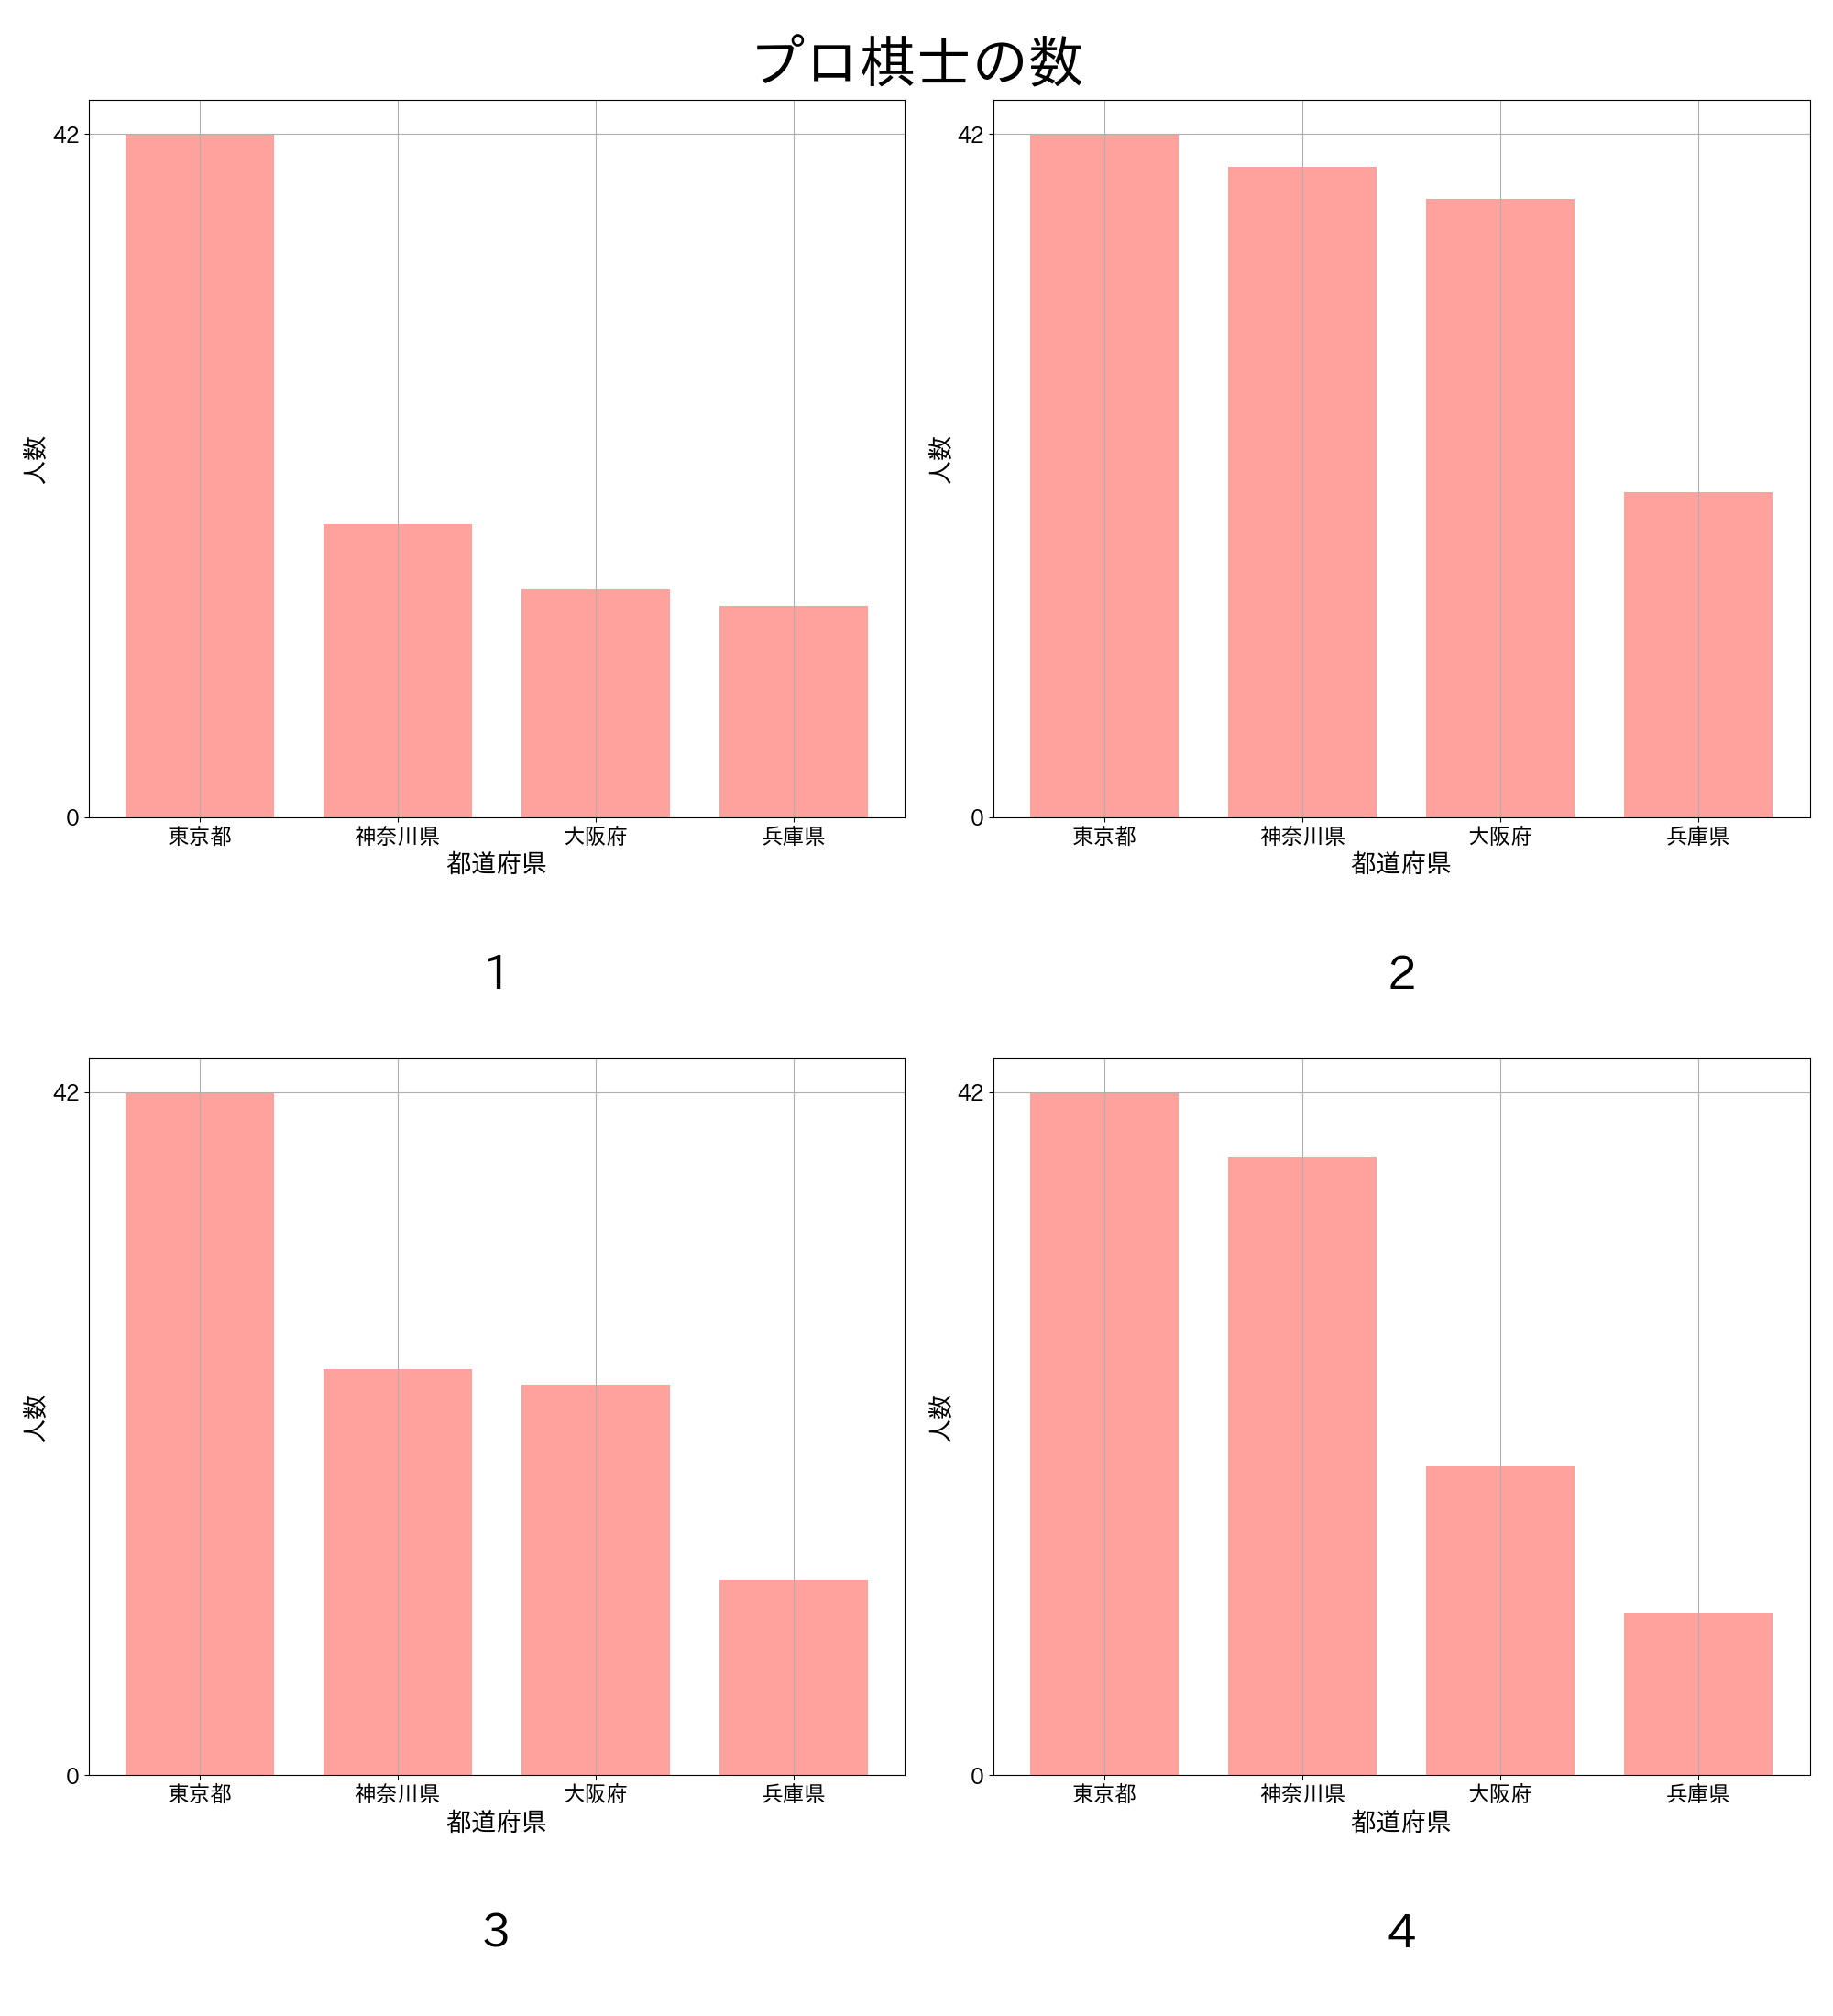 プロ棋士の数
42
人数
0
東京都 神奈川県 大阪府 兵庫県
都道府県
1
42
人数
0
東京都 神奈川県 大阪府 兵庫県
都道府県
2
42
人数
0
東京都 神奈川県 大阪府 兵庫県
都道府県
3
42
人数
0
東京都 神奈川県 大阪府 兵庫県
都道府県
4